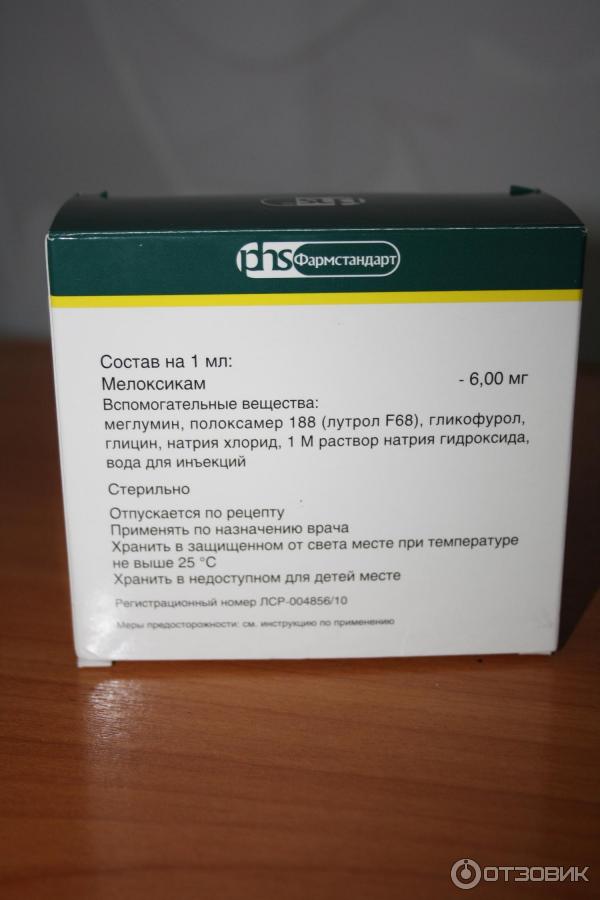 phs Фармстандарт
Состав на 1 мл:
Мелоксикам - 6,00 мг
Вспомогательные вещества:
меглумин, полоксамер 188 (лутрол F68), гликофурол,
глицин, натрия хлорид, 1 М раствор натрия гидроксида,
вода для инъекций
Стерильно
Отпускается по рецепту
Применять по назначению врача
Хранить в защищенном от света месте при температуре
не выше 25 °С
Хранить в недоступном для детей месте
Регистрационный номер ЛСР-004856/10
Меры предосторожности: см. инструкцию по применению
ОТЗОВИК